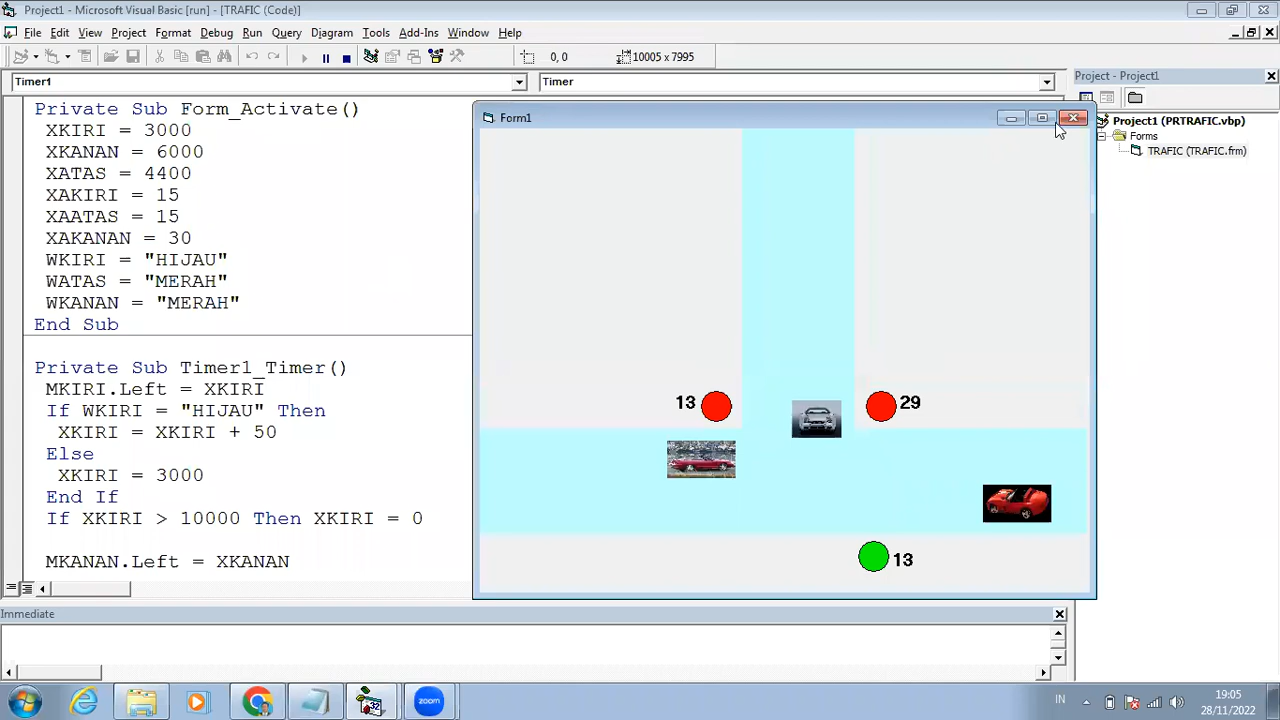 Project1 - Microsoft Visual Basic [run] - [TRAFIC (Code)]
File Edit View Project Format Debug Run Query Diagram Tools Add-Ins Window Help
0, 0
10005 x 7995
Timer1
Timer
Private Sub Form_Activate()
XKIRI = 3000
XKANAN = 6000
XATAS = 4400
XAKIRI = 15
XAATAS = 15
XAKANAN = 30
WKIRI = "HIJAU"
WATAS = "MERAH"
WKANAN = "MERAH"
End Sub
Private Sub Timer1_Timer()
MKIRI.Left = XKIRI
If WKIRI = "HIJAU" Then
XKIRI = XKIRI + 50
Else
XKIRI = 3000
End If
If XKIRI > 10000 Then XKIRI = 0
MKANAN.Left = XKANAN
Form1
13
29
13
Project - Project1
Project1 (PRTRAFIC.vbp)
Forms
TRAFIC (TRAFIC.frm)
Immediate
32
zoom
IN
19:05
28/11/2022